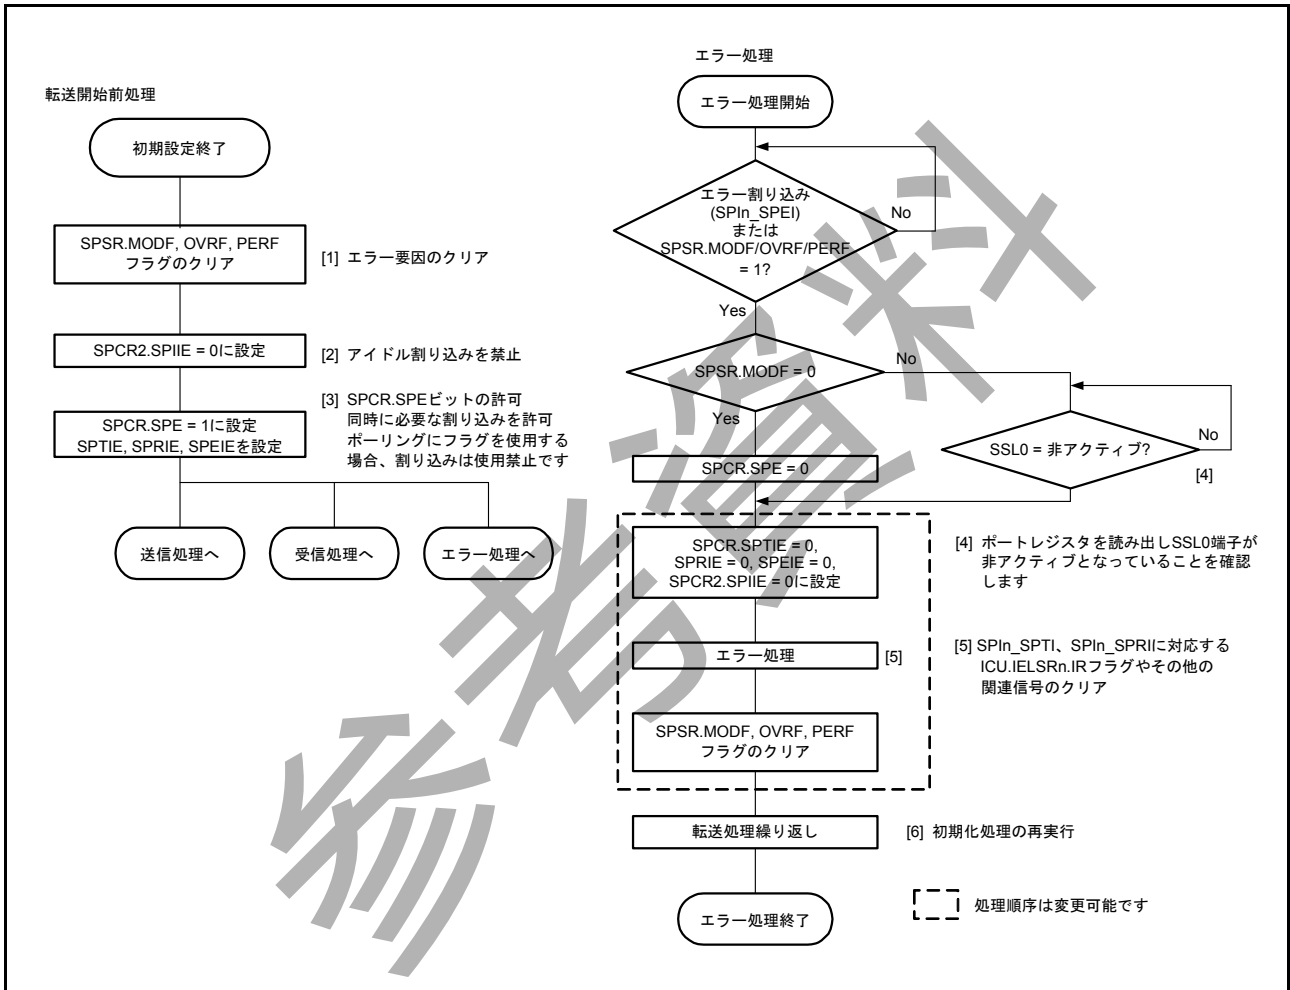 転送開始前処理
初期設定終了
SPSR.MODF, OVRF, PERF
フラグのクリア
[1] エラー要因のクリア
SPCR2.SPIIE = 0に設定
[2] アイドル割り込みを禁止
SPCR.SPE = 1に設定
SPTIE, SPRIE, SPEIEを設定
[3] SPCR.SPEビットの許可
同時に必要な割り込みを許可
ポーリングにフラグを使用する
場合、割り込みは使用禁止です
送信処理へ
受信処理へ
エラー処理へ
エラー処理
エラー処理開始
エラー割り込み
(SPIn_SPEI)
または
SPSR.MODF/OVRF/PERF
= 1?
No
Yes
SPSR.MODF = 0
No
Yes
SSL0 = 非アクティブ?
No
[4]
SPCR.SPE = 0
SPCR.SPTIE = 0,
SPRIE = 0, SPEIE = 0,
SPCR2.SPIIE = 0に設定
[4] ポートレジスタを読み出しSSL0端子が
非アクティブとなっていることを確認
します
エラー処理
[5]
[5] SPIn_SPTI、SPIn_SPRIに対応する
ICU.IELSRn.IRフラグやその他の
関連信号のクリア
SPSR.MODF, OVRF, PERF
フラグのクリア
転送処理繰り返し
[6] 初期化処理の再実行
エラー処理終了
処理順序は変更可能です
参考資料